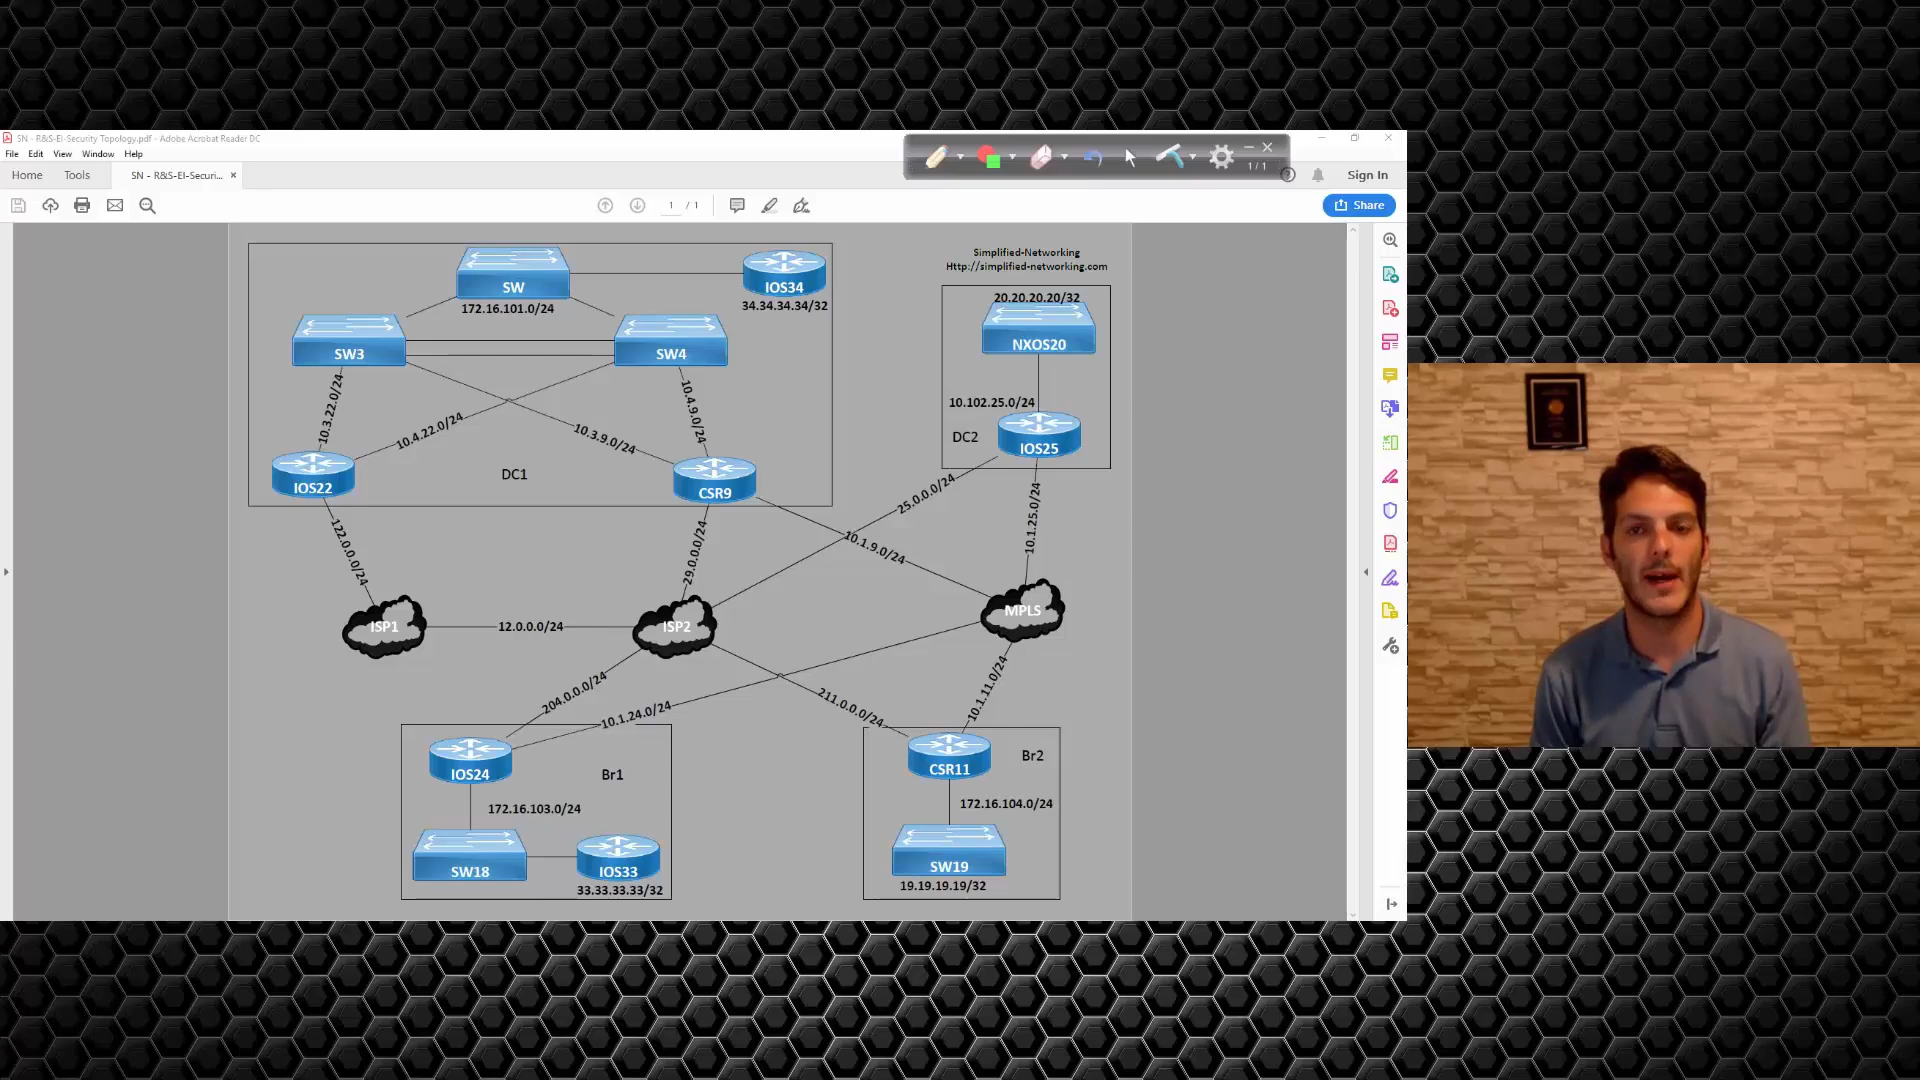 SN - R&S-EI-Security Topology.pdf - Adobe Acrobat Reader DC
File Edit View Window Help
1 / 1
Home Tools SN - R&S-EI-Securi... × Sign In
1 / 1
Share
Simplified-Networking
Http://simplified-networking.com
SW
IOS34
172.16.101.0/24
34.34.34.34/32
20.20.20.20/32
SW3
SW4
NXOS20
10.3.22.0/24
10.4.22.0/24
10.3.9.0/24
10.4.9.0/24
10.102.25.0/24
DC2
IOS25
IOS22
DC1
CSR9
122.0.0.0/24
29.0.0.0/24
25.0.0.0/24
10.1.9.0/24
10.1.25.0/24
ISP1
12.0.0.0/24
ISP2
MPLS
204.0.0.0/24
10.1.24.0/24
211.0.0.0/24
10.1.11.0/24
IOS24
Br1
CSR11
Br2
172.16.103.0/24
172.16.104.0/24
SW18
IOS33
33.33.33.33/32
SW19
19.19.19.19/32